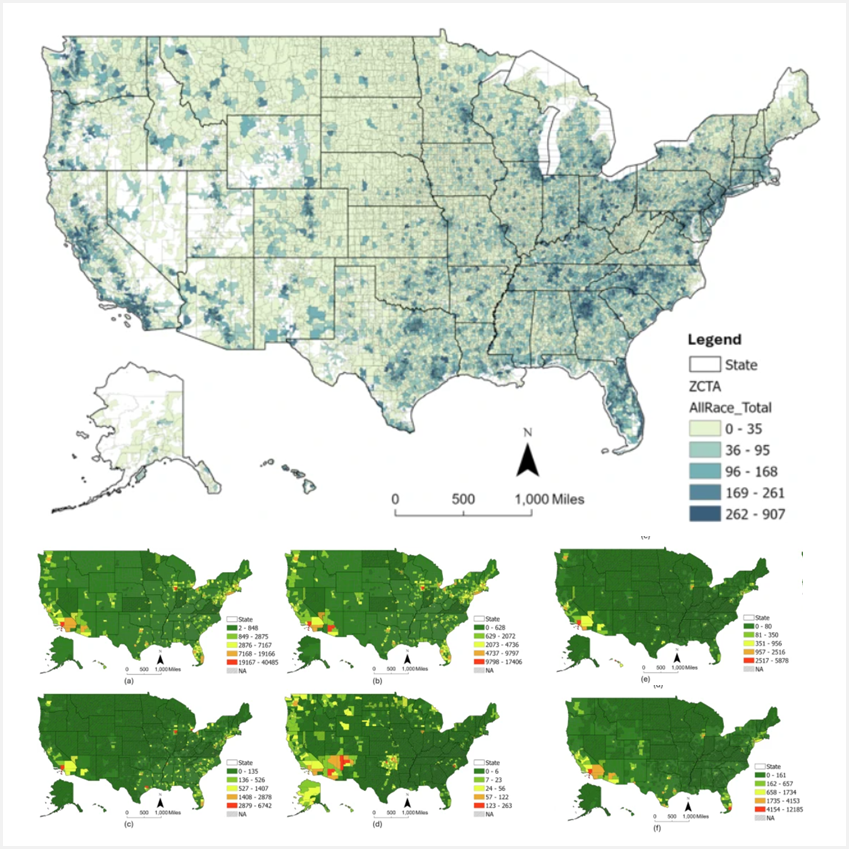 Legend
State
ZCTA
AllRace_Total
0 - 35
36 - 95
96 - 168
169 - 261
262 - 907
N
0 500 1,000 Miles
State
2 - 848
849 - 2875
2876 - 7167
7168 - 19166
19167 - 40485
NA
N
0 500 1,000 Miles
(a)
State
0 - 628
629 - 2072
2073 - 4736
4737 - 9797
9798 - 17406
NA
N
0 500 1,000 Miles
(b)
State
0 - 80
81 - 350
351 - 956
957 - 2516
2517 - 5878
NA
N
0 500 1,000 Miles
(e)
State
0 - 135
136 - 526
527 - 1407
1408 - 2878
2879 - 6742
NA
N
0 500 1,000 Miles
(c)
State
0 - 6
7 - 23
24 - 56
57 - 122
123 - 263
NA
N
0 500 1,000 Miles
(d)
State
0 - 161
162 - 657
658 - 1734
1735 - 4153
4154 - 12185
NA
N
0 500 1,000 Miles
(f)